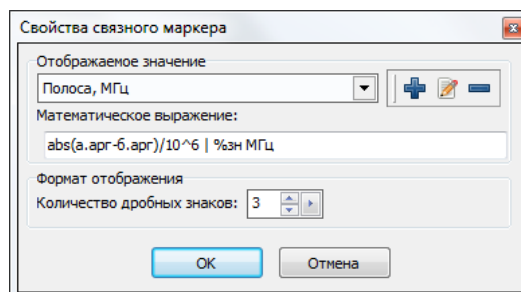 Свойства связного маркера
Отображаемое значение
Полоса, МГц
Математическое выражение:
abs(а.арг-б.арг)/10^6 | %зн МГц
Формат отображения
Количество дробных знаков: 3
OK Отмена